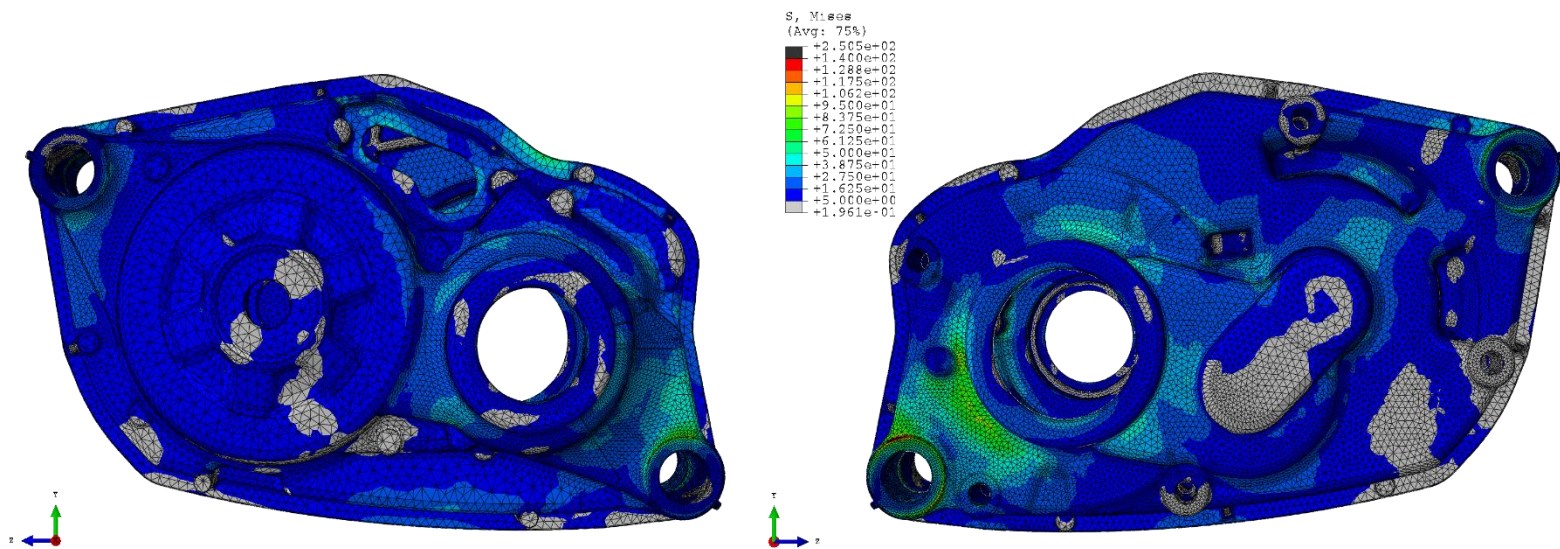 S, Mises
(Avg: 75%)
+2.505e+02
+1.400e+02
+1.288e+02
+1.175e+02
+1.062e+02
+9.500e+01
+8.375e+01
+7.250e+01
+6.125e+01
+5.000e+01
+3.875e+01
+2.750e+01
+1.625e+01
+5.000e+00
+1.961e-01
Y
Z
Y
Z